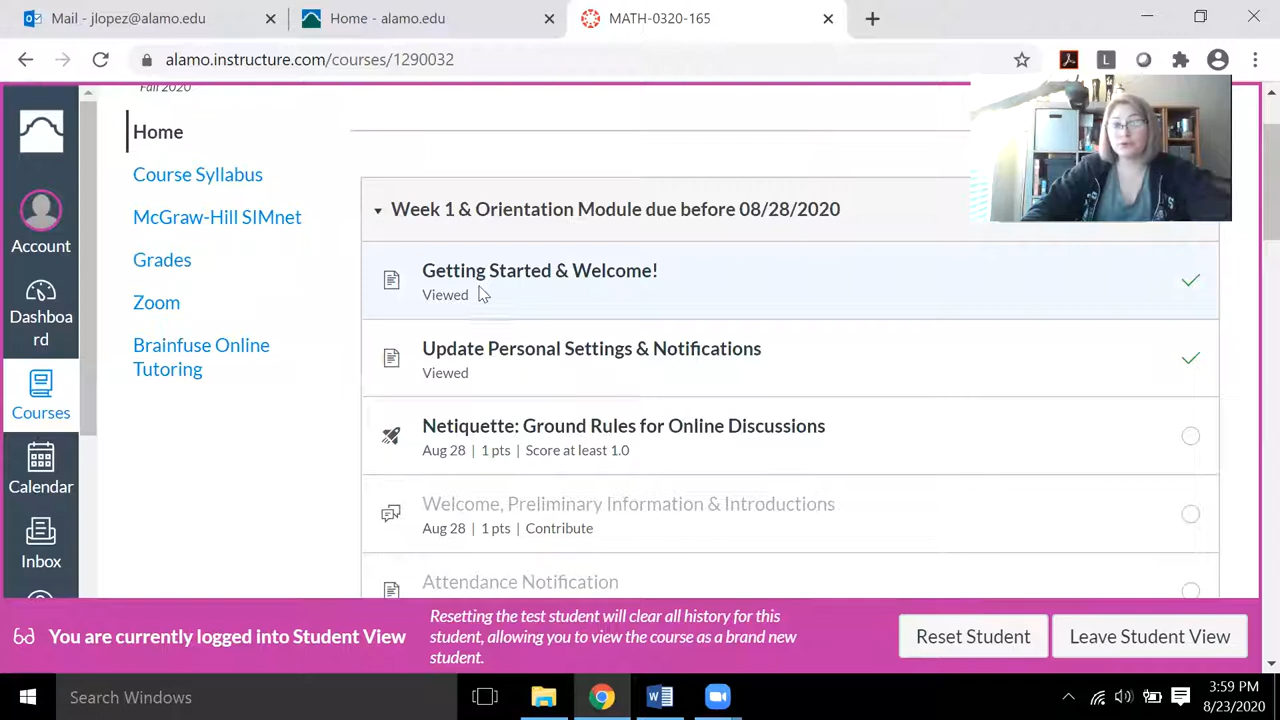 Mail - jlopez@alamo.edu
Home - alamo.edu
MATH-0320-165
alamo.instructure.com/courses/1290032
L
Fall 2020
Home
Course Syllabus
McGraw-Hill SIMnet
Grades
Zoom
Brainfuse Online
Tutoring
Account
Dashboa
rd
Courses
Calendar
Inbox
Week 1 & Orientation Module due before 08/28/2020
Getting Started & Welcome!
Viewed
Update Personal Settings & Notifications
Viewed
Netiquette: Ground Rules for Online Discussions
Aug 28 | 1 pts | Score at least 1.0
Welcome, Preliminary Information & Introductions
Aug 28 | 1 pts | Contribute
Attendance Notification
You are currently logged into Student View
Resetting the test student will clear all history for this
student, allowing you to view the course as a brand new
student.
Reset Student
Leave Student View
Search Windows
3:59 PM
8/23/2020